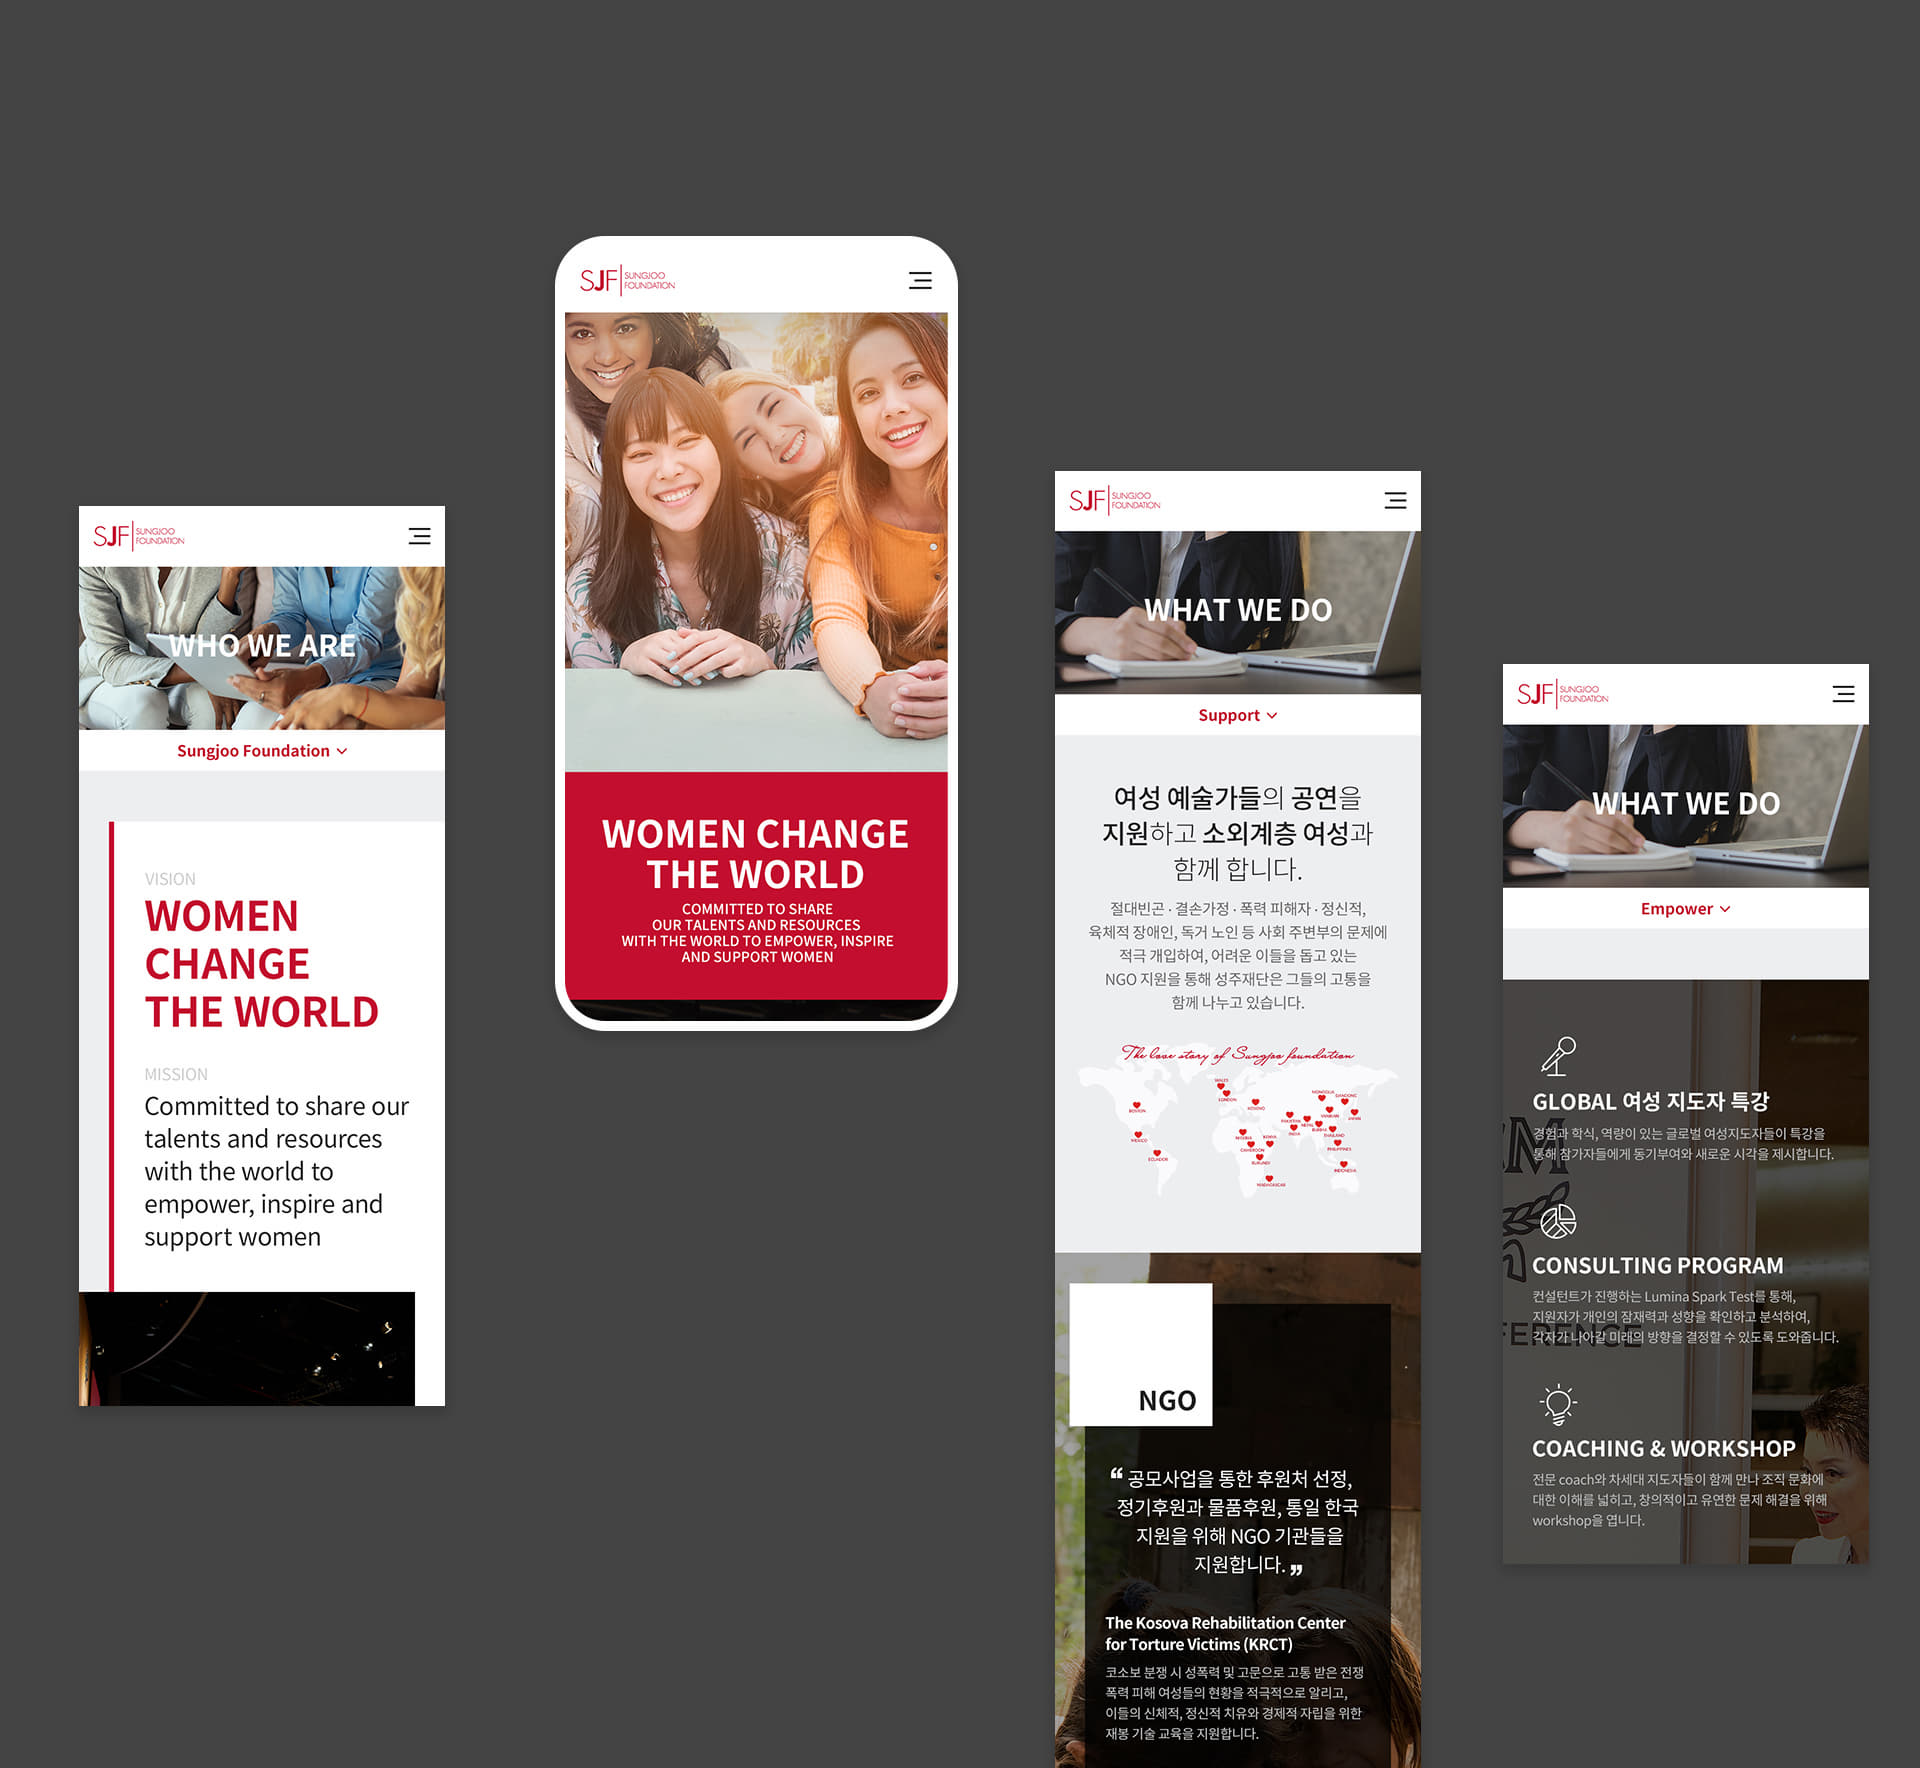 SJF SUNGJOO
FOUNDATION
WHO WE ARE
Sungjoo Foundation
VISION
WOMEN
CHANGE
THE WORLD
MISSION
Committed to share our
talents and resources
with the world to
empower, inspire and
support women
SJF SUNGJOO
FOUNDATION
WOMEN CHANGE
THE WORLD
COMMITTED TO SHARE
OUR TALENTS AND RESOURCES
WITH THE WORLD TO EMPOWER, INSPIRE
AND SUPPORT WOMEN
SJF SUNGJOO
FOUNDATION
WHAT WE DO
Support
여성 예술가들의 공연을
지원하고 소외계층 여성과
함께 합니다.
절대빈곤 · 결손가정 · 폭력 피해자 · 정신적,
육체적 장애인, 독거 노인 등 사회 주변부의 문제에
적극 개입하여, 어려운 이들을 돕고 있는
NGO 지원을 통해 성주재단은 그들의 고통을
함께 나누고 있습니다.
The love story of Sungjoo foundation
WALES
LONDON
KOSOVO
MONGOLIA
DANDONG
BOSTON
JAPAN
PAKISTAN
NEPAL
INDIA
THAILAND
MEXICO
NIGERIA
KENYA
CAMEROON
PHILIPPINES
ECUADOR
BURUNDI
INDONESIA
MADAGASCAR
NGO
“ 공모사업을 통한 후원처 선정,
정기후원과 물품후원, 통일 한국
지원을 위해 NGO 기관들을
지원합니다. ”
The Kosova Rehabilitation Center
for Torture Victims (KRCT)
코소보 분쟁 시 성폭력 및 고문으로 고통 받은 전쟁
폭력 피해 여성들의 현황을 적극적으로 알리고,
이들의 신체적, 정신적 치유와 경제적 자립을 위한
재봉 기술 교육을 지원합니다.
SJF SUNGJOO
FOUNDATION
WHAT WE DO
Empower
GLOBAL 여성 지도자 특강
경험과 학식, 역량이 있는 글로벌 여성지도자들이 특강을
통해 참가자들에게 동기부여와 새로운 시각을 제시합니다.
CONSULTING PROGRAM
컨설턴트가 진행하는 Lumina Spark Test를 통해,
지원자가 개인의 잠재력과 성향을 확인하고 분석하여,
각자가 나아갈 미래의 방향을 결정할 수 있도록 도와줍니다.
FERENCE
COACHING & WORKSHOP
전문 coach와 차세대 지도자들이 함께 만나 조직 문화에
대한 이해를 넓히고, 창의적이고 유연한 문제 해결을 위해
workshop을 엽니다.